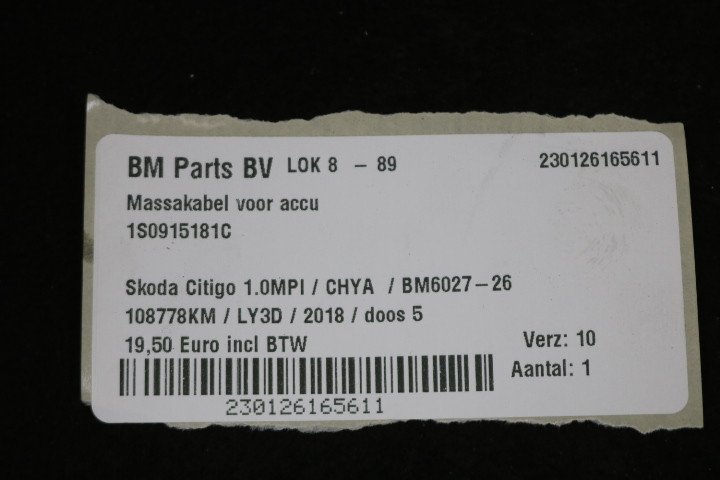 BM Parts BV LOK 8 - 89 230126165611
Massakabel voor accu
1S0915181C
Skoda Citigo 1.0MPI / CHYA / BM6027-26
108778KM / LY3D / 2018 / doos 5
19,50 Euro incl BTW Verz: 10
Aantal: 1
230126165611